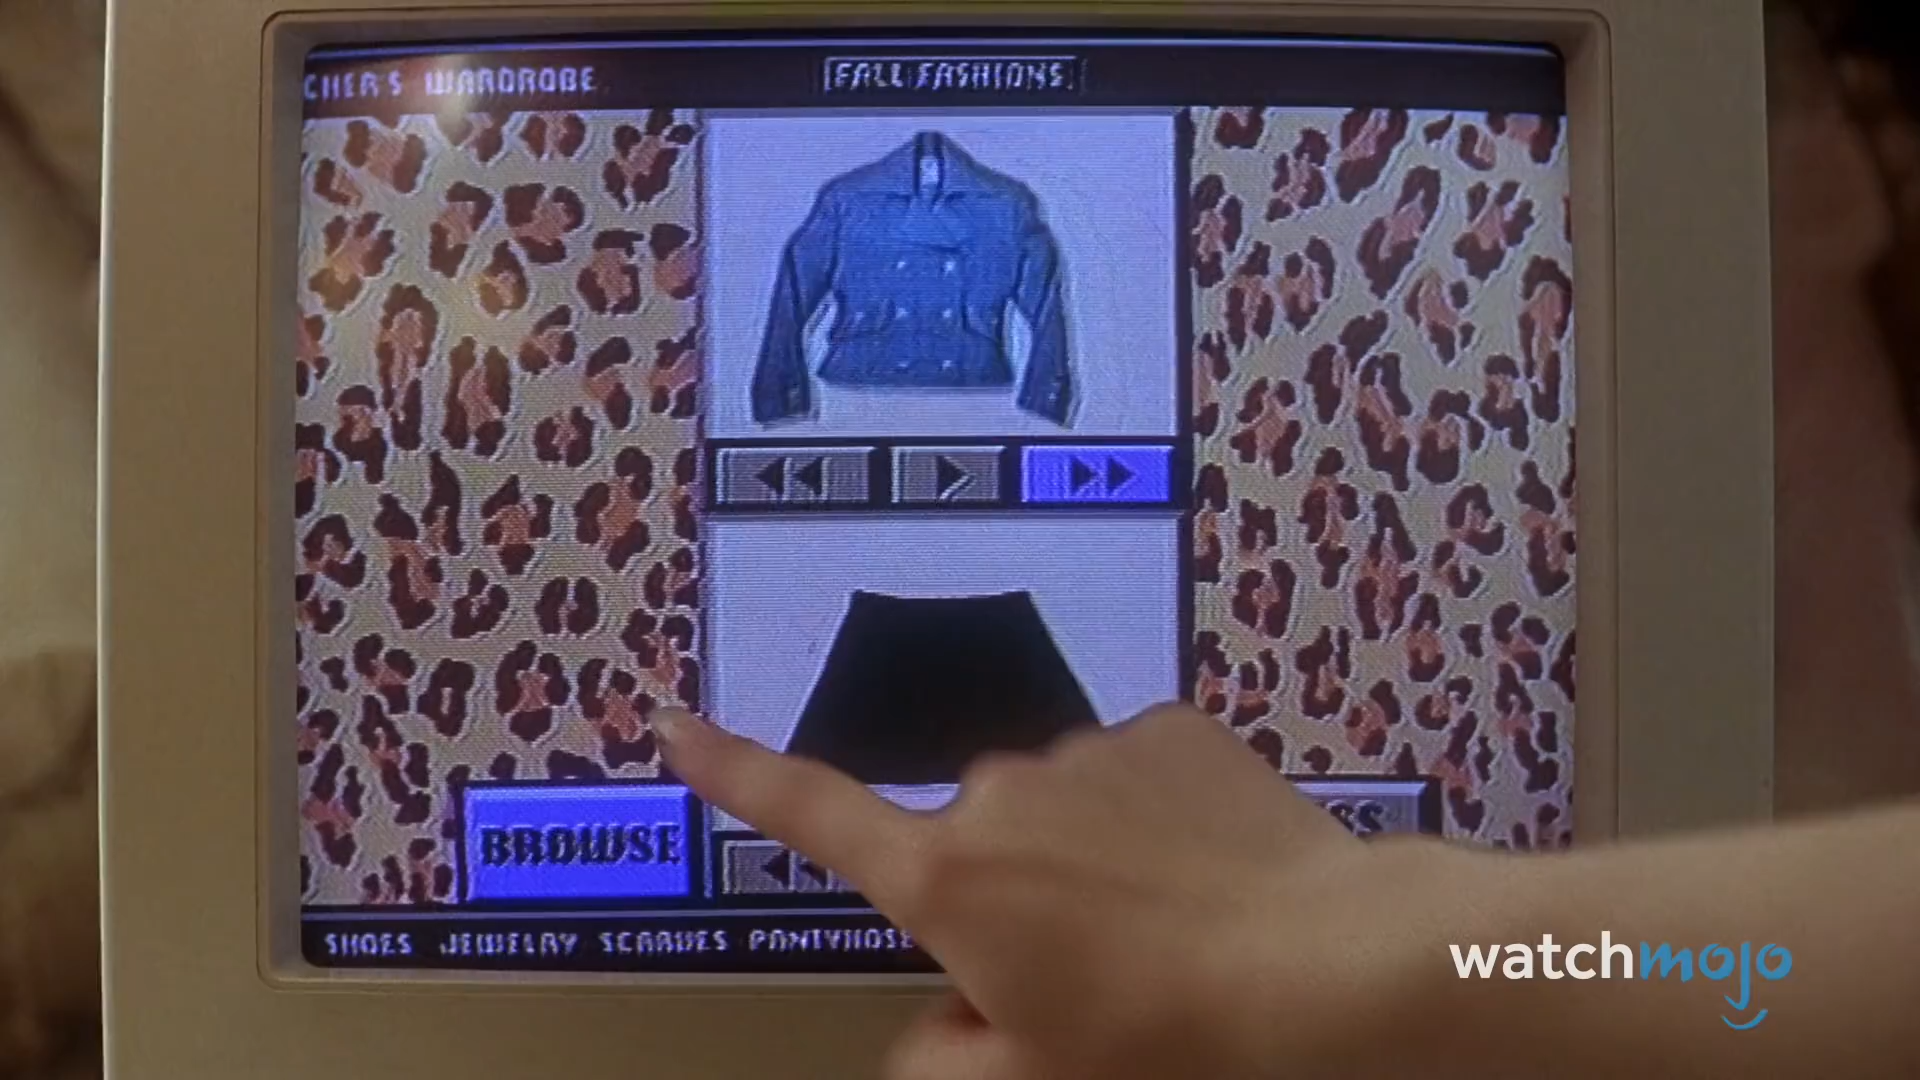 CHER'S WARDROBE
FALL FASHIONS
BROWSE
SHOES JEWELRY SCARVES PANTYHOSE
watchmojo